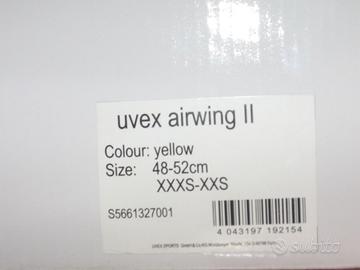 uvex airwing II
Colour: yellow
Size: 48-52cm
XXXS-XXS
S5661327001
4 043197 192154
subito